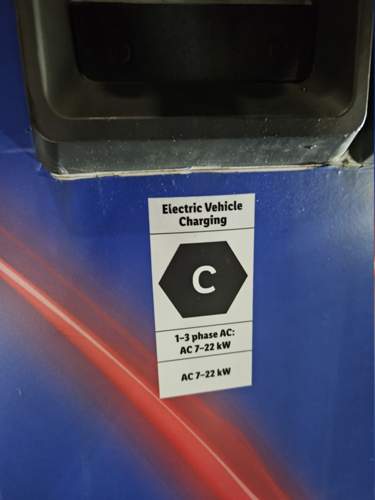 Electric Vehicle
Charging
C
1-3 phase AC:
AC 7-22 kW
AC 7-22 kW